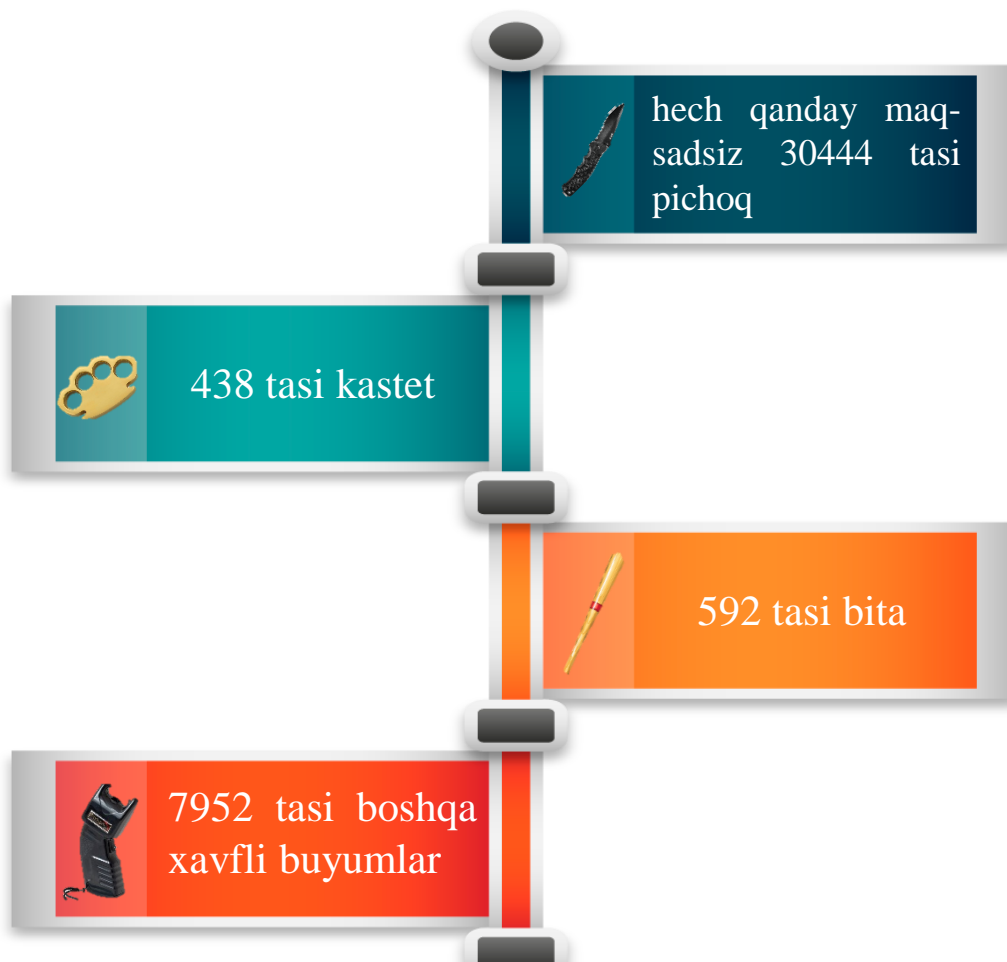 hech qanday maq-
sadsiz 30444 tasi
pichoq
438 tasi kastet
592 tasi bita
7952 tasi boshqa
xavfli buyumlar